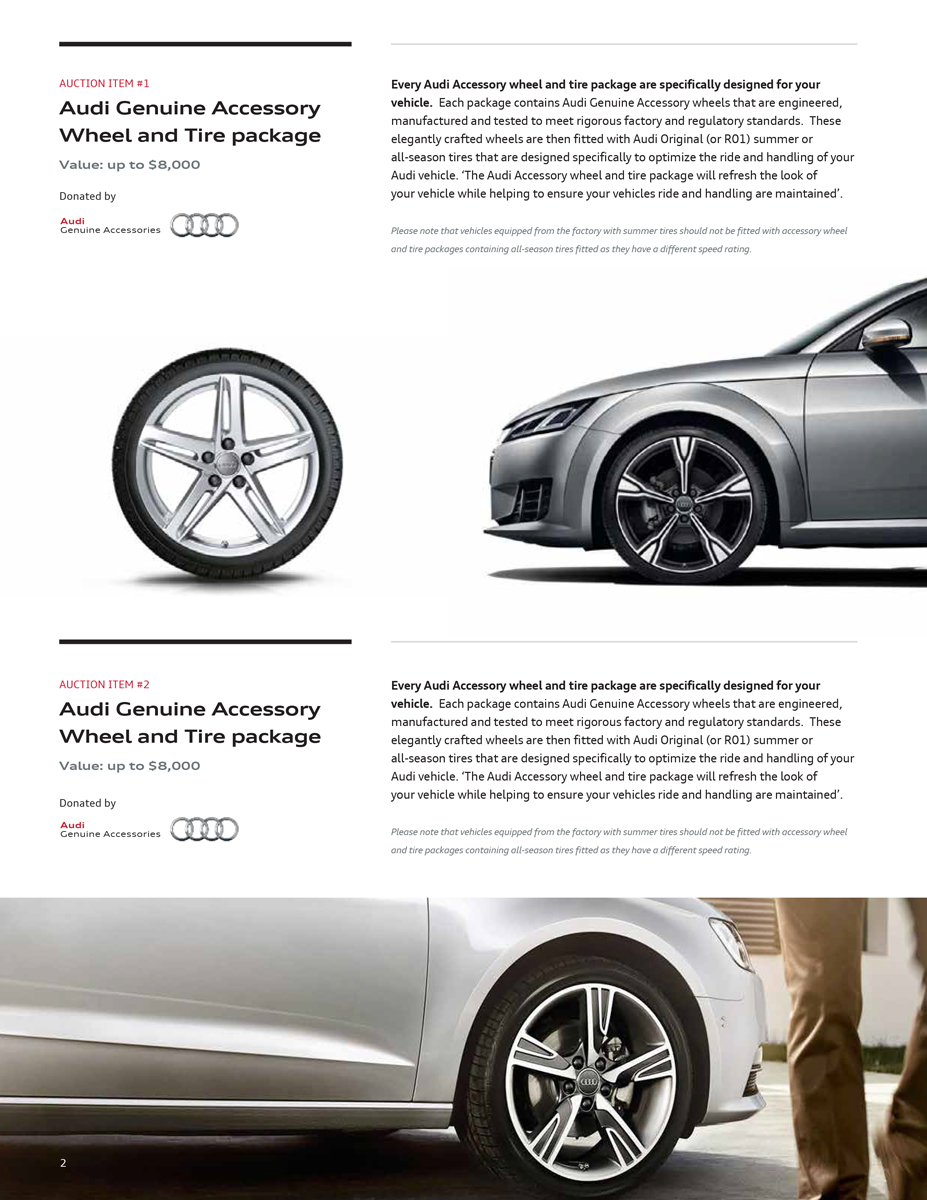 AUCTION ITEM #1
Audi Genuine Accessory
Wheel and Tire package
Value: up to $8,000
Donated by
Audi
Genuine Accessories
Every Audi Accessory wheel and tire package are specifically designed for your
vehicle.  Each package contains Audi Genuine Accessory wheels that are engineered,
manufactured and tested to meet rigorous factory and regulatory standards.  These
elegantly crafted wheels are then fitted with Audi Original (or R01) summer or
all-season tires that are designed specifically to optimize the ride and handling of your
Audi vehicle. ‘The Audi Accessory wheel and tire package will refresh the look of
your vehicle while helping to ensure your vehicles ride and handling are maintained’.
Please note that vehicles equipped from the factory with summer tires should not be fitted with accessory wheel
and tire packages containing all-season tires fitted as they have a different speed rating.
AUCTION ITEM #2
Audi Genuine Accessory
Wheel and Tire package
Value: up to $8,000
Donated by
Audi
Genuine Accessories
Every Audi Accessory wheel and tire package are specifically designed for your
vehicle.  Each package contains Audi Genuine Accessory wheels that are engineered,
manufactured and tested to meet rigorous factory and regulatory standards.  These
elegantly crafted wheels are then fitted with Audi Original (or R01) summer or
all-season tires that are designed specifically to optimize the ride and handling of your
Audi vehicle. ‘The Audi Accessory wheel and tire package will refresh the look of
your vehicle while helping to ensure your vehicles ride and handling are maintained’.
Please note that vehicles equipped from the factory with summer tires should not be fitted with accessory wheel
and tire packages containing all-season tires fitted as they have a different speed rating.
2